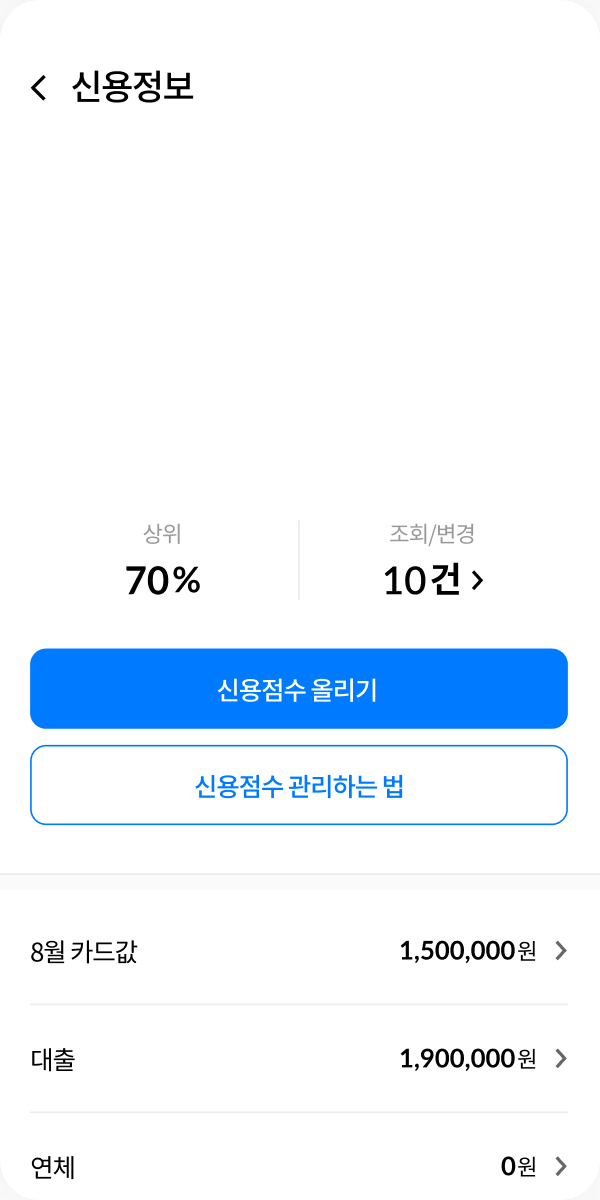 신용정보
상위
조회/변경
70%
10건
신용점수 올리기
신용점수 관리하는 법
8월 카드값 1,500,000원
대출 1,900,000원
연체 0원